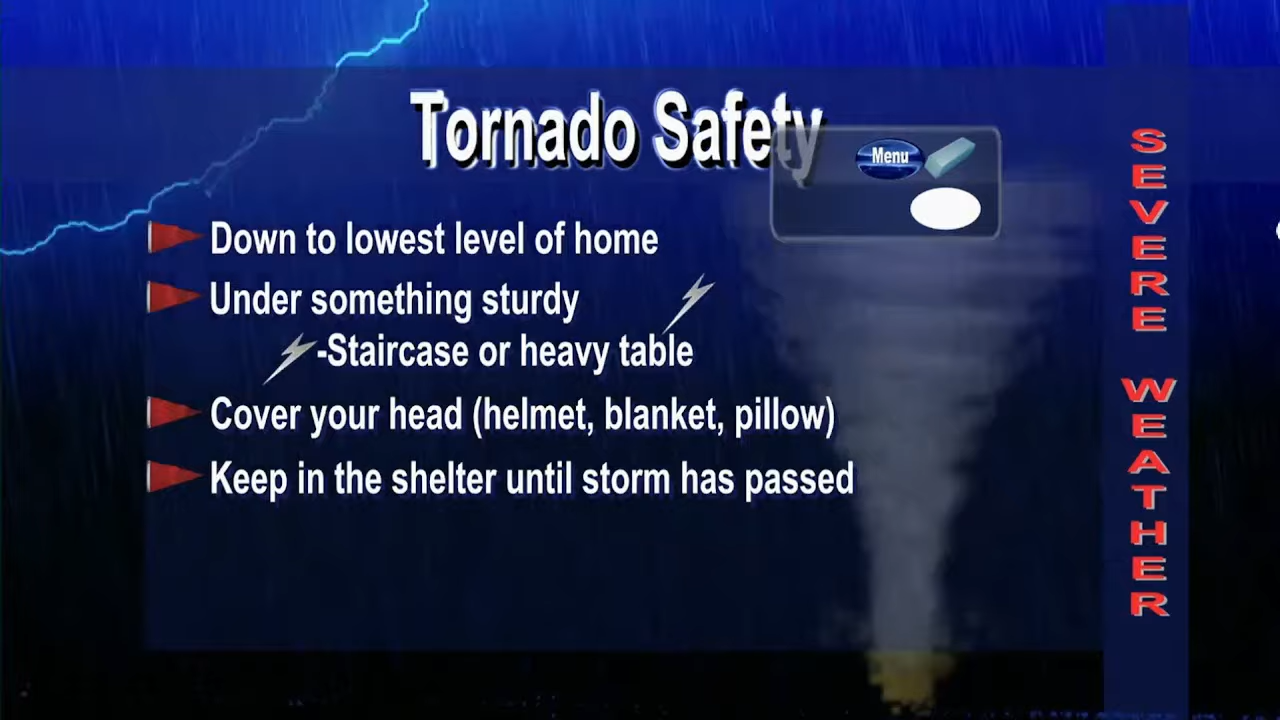 Tornado Safety
Menu
Down to lowest level of home
Under something sturdy
-Staircase or heavy table
Cover your head (helmet, blanket, pillow)
Keep in the shelter until storm has passed
SEVERE WEATHER